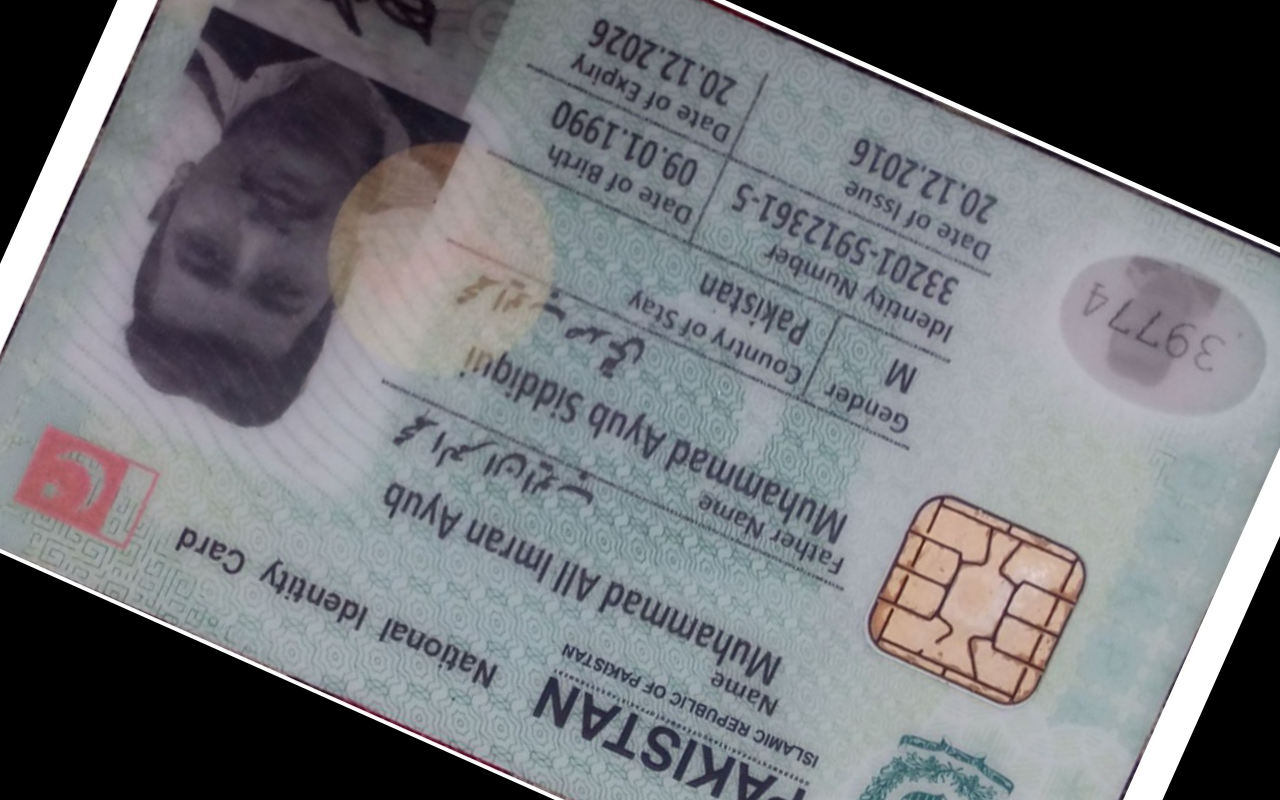 PAKISTAN
National Identity Card
ISLAMIC REPUBLIC OF PAKISTAN
Name
Muhammad Ali Imran Ayub
Father Name
Muhammad Ayub Siddiqui
Gender
Country of Stay
M
Pakistan
Identity Number
Date of Birth
33201-5912361-5
09.01.1990
Date of Issue
Date of Expiry
20.12.2016
20.12.2026
39774